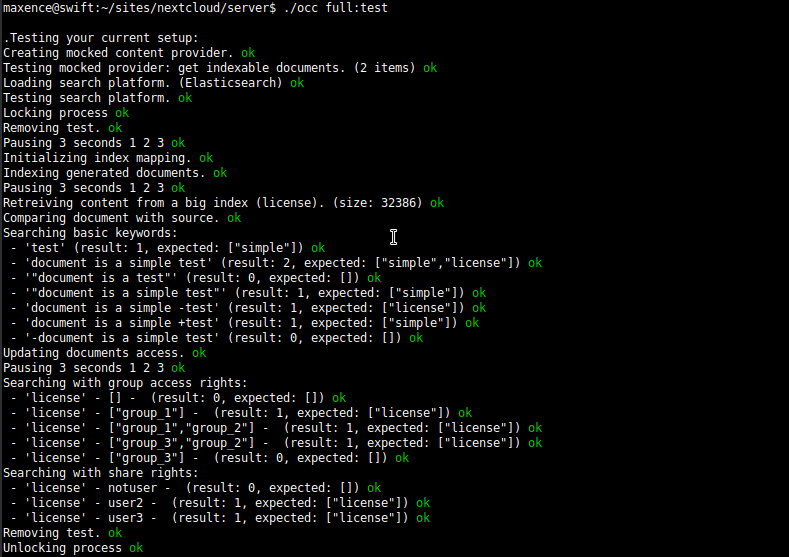 maxence@swift:~/sites/nextcloud/server$ ./occ full:test
.Testing your current setup:
Creating mocked content provider. ok
Testing mocked provider: get indexable documents. (2 items) ok
Loading search platform. (Elasticsearch) ok
Testing search platform. ok
Locking process ok
Removing test. ok
Pausing 3 seconds 1 2 3 ok
Initializing index mapping. ok
Indexing generated documents. ok
Pausing 3 seconds 1 2 3 ok
Retreiving content from a big index (license). (size: 32386) ok
Comparing document with source. ok
Searching basic keywords:
 - 'test' (result: 1, expected: ["simple"]) ok
 - 'document is a simple test' (result: 2, expected: ["simple","license"]) ok
 - '"document is a test"' (result: 0, expected: []) ok
 - '"document is a simple test"' (result: 1, expected: ["simple"]) ok
 - 'document is a simple -test' (result: 1, expected: ["license"]) ok
 - 'document is a simple +test' (result: 1, expected: ["simple"]) ok
 - '-document is a simple test' (result: 0, expected: []) ok
Updating documents access. ok
Pausing 3 seconds 1 2 3 ok
Searching with group access rights:
 - 'license' - [] -  (result: 0, expected: []) ok
 - 'license' - ["group_1"] -  (result: 1, expected: ["license"]) ok
 - 'license' - ["group_1","group_2"] -  (result: 1, expected: ["license"]) ok
 - 'license' - ["group_3","group_2"] -  (result: 1, expected: ["license"]) ok
 - 'license' - ["group_3"] -  (result: 0, expected: []) ok
Searching with share rights:
 - 'license' - notuser -  (result: 0, expected: []) ok
 - 'license' - user2 -  (result: 1, expected: ["license"]) ok
 - 'license' - user3 -  (result: 1, expected: ["license"]) ok
Removing test. ok
Unlocking process ok